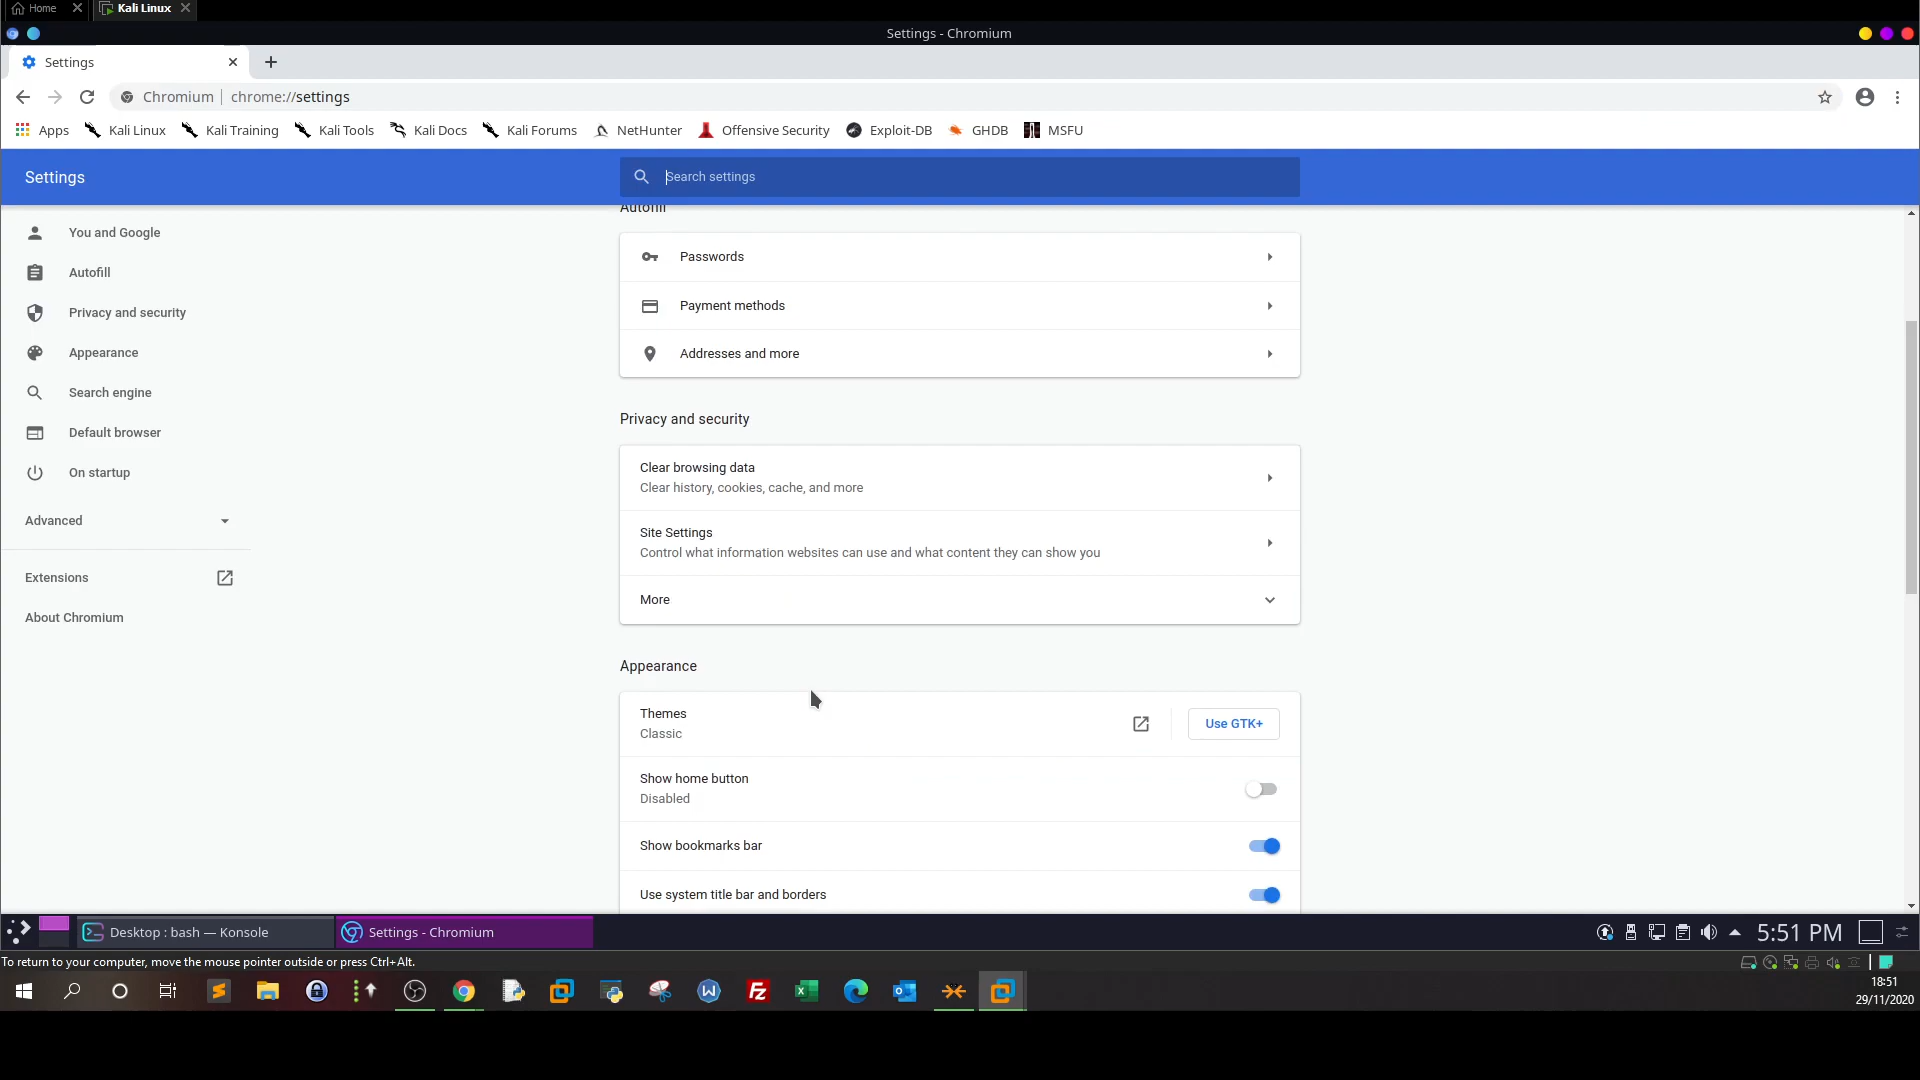 Home
Kali Linux
Settings - Chromium
Settings
Chromium | chrome://settings
Apps
Kali Linux
Kali Training
Kali Tools
Kali Docs
Kali Forums
NetHunter
Offensive Security
Exploit-DB
GHDB
MSFU
Settings
Search settings
You and Google
Autofill
Privacy and security
Appearance
Search engine
Default browser
On startup
Advanced
Extensions
About Chromium
Autofill
Passwords
Payment methods
Addresses and more
Privacy and security
Clear browsing data
Clear history, cookies, cache, and more
Site Settings
Control what information websites can use and what content they can show you
More
Appearance
Themes
Classic
Use GTK+
Show home button
Disabled
Show bookmarks bar
Use system title bar and borders
Desktop : bash — Konsole
Settings - Chromium
5:51 PM
To return to your computer, move the mouse pointer outside or press Ctrl+Alt.
18:51
29/11/2020